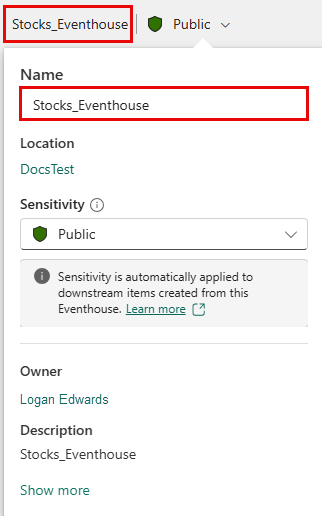 Stocks_Eventhouse Public
Name
Stocks_Eventhouse
Location
DocsTest
Sensitivity
Public
Sensitivity is automatically applied to
downstream items created from this
Eventhouse. Learn more
Owner
Logan Edwards
Description
Stocks_Eventhouse
Show more